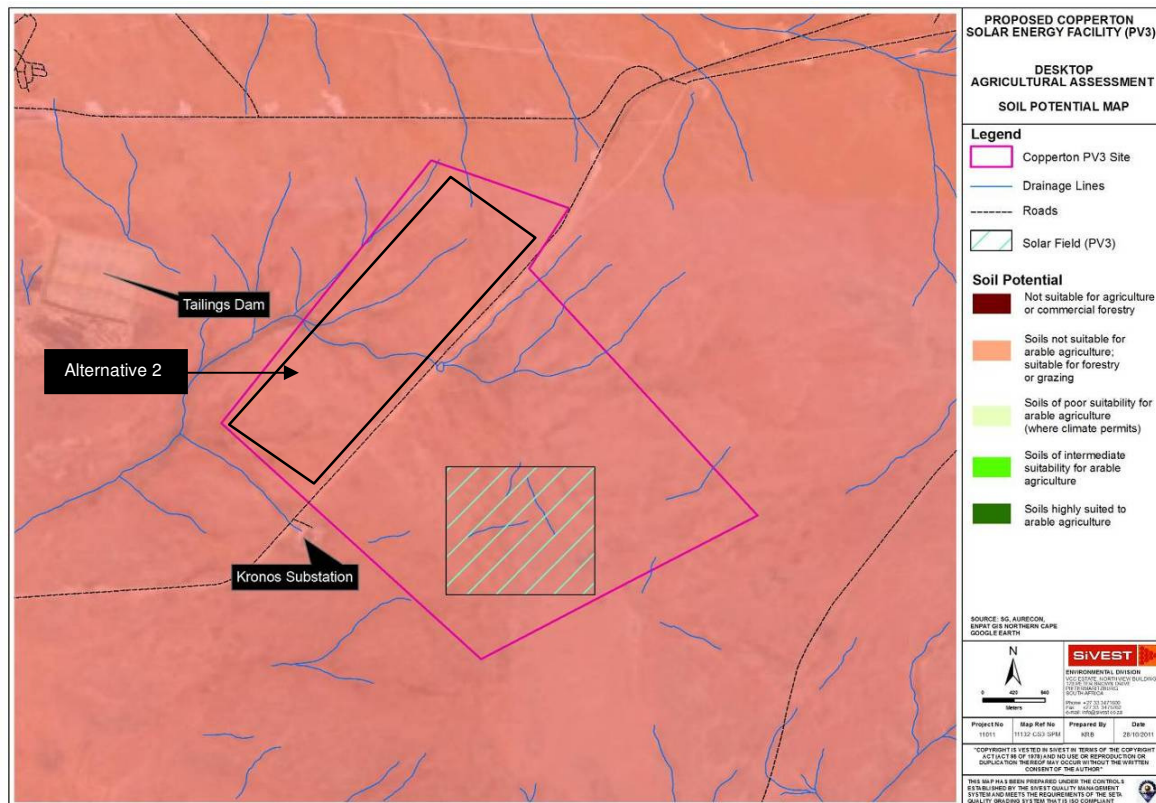 Tailings Dam
Alternative 2
Kronos Substation
PROPOSED COPPERTON
SOLAR ENERGY FACILITY (PV3)
DESKTOP
AGRICULTURAL ASSESSMENT
SOIL POTENTIAL MAP
Legend
Copperton PV3 Site
Drainage Lines
Roads
Solar Field (PV3)
Soil Potential
Not suitable for agriculture
or commercial forestry
Soils not suitable for
arable agriculture;
suitable for forestry
or grazing
Soils of poor suitability for
arable agriculture
(where climate permits)
Soils of intermediate
suitability for arable
agriculture
Soils highly suited to
arable agriculture
SOURCE: SG, AURECON,
ENPAT GIS NORTHERN CAPE
GOOGLE EARTH
N
0 420 840
Meters
SiVEST
ENVIRONMENTAL DIVISION
SOUTH AFRICA
Project No Map Ref No Prepared By Date
11011 28/10/2011
"COPYRIGHT IS VESTED IN SIVEST IN TERMS OF THE COPYRIGHT
ACT (ACT 98 OF 1978) AND NO USE OR REPRODUCTION OR
DUPLICATION THEREOF MAY OCCUR WITHOUT THE WRITTEN
CONSENT OF THE AUTHOR"
THIS MAP HAS BEEN PREPARED UNDER THE CONTROLS
ESTABLISHED BY THE SIVEST QUALITY MANAGEMENT
SYSTEM AND MEETS THE REQUIREMENTS OF THE SETA
QUALITY GRADING SYSTEM THAT IS ISO COMPLIANT